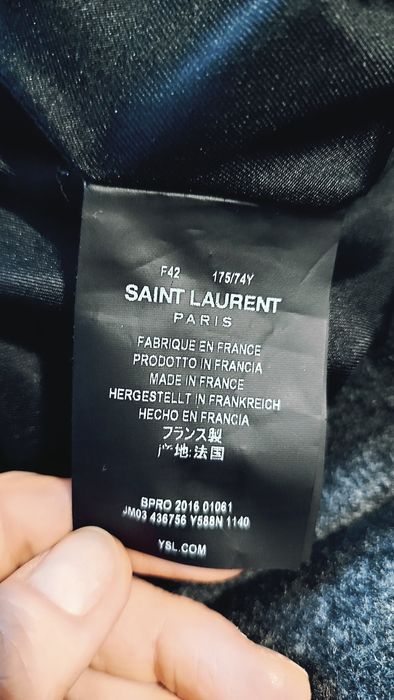 F42 175/74Y
SAINT LAURENT
PARIS
FABRIQUE EN FRANCE
PRODOTTO IN FRANCIA
MADE IN FRANCE
HERGESTELLT IN FRANKREICH
HECHO EN FRANCIA
フランス製
产地:法国
BPRO 2016 01061
JM03 436756 Y588N 1140
YSL.COM